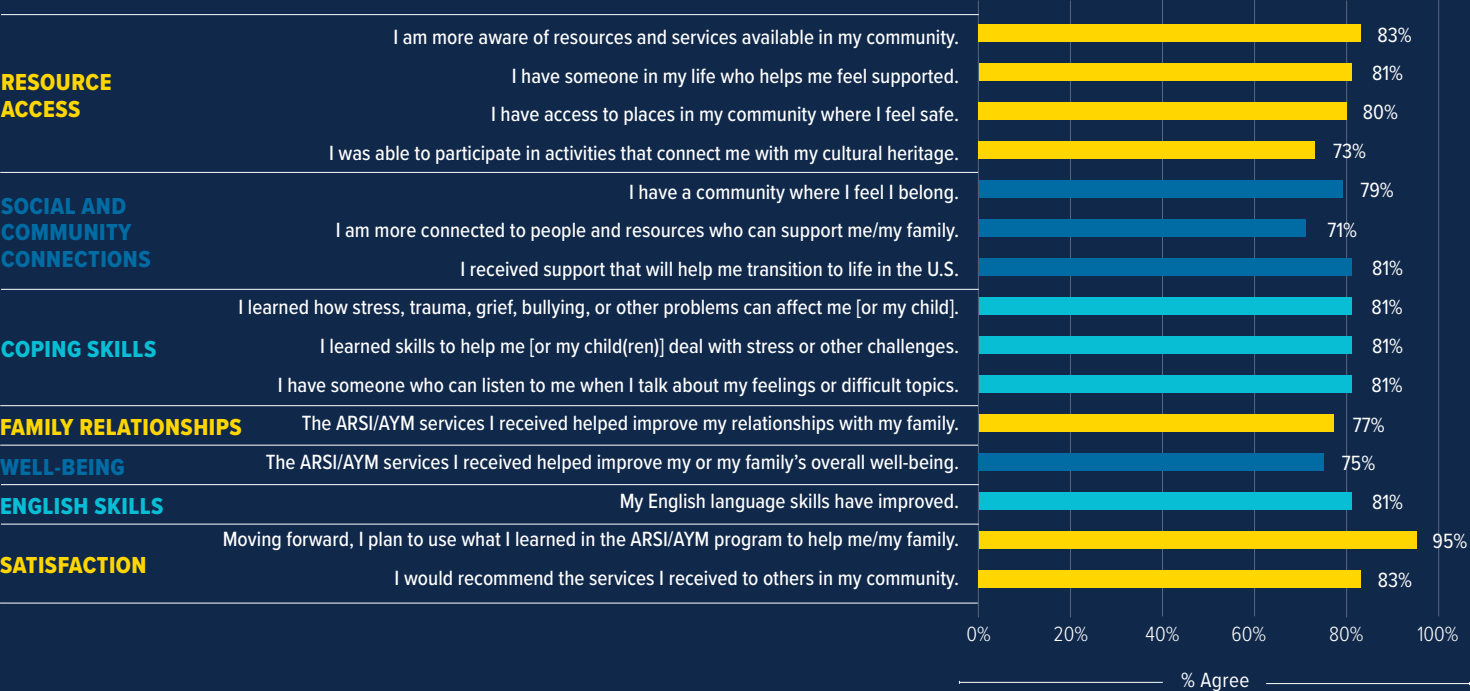 I am more aware of resources and services available in my community. 83%
RESOURCE
ACCESS
I have someone in my life who helps me feel supported. 81%
I have access to places in my community where I feel safe. 80%
I was able to participate in activities that connect me with my cultural heritage. 73%
SOCIAL AND
COMMUNITY
CONNECTIONS
I have a community where I feel I belong. 79%
I am more connected to people and resources who can support me/my family. 71%
I received support that will help me transition to life in the U.S. 81%
I learned how stress, trauma, grief, bullying, or other problems can affect me [or my child]. 81%
COPING SKILLS
I learned skills to help me [or my child(ren)] deal with stress or other challenges. 81%
I have someone who can listen to me when I talk about my feelings or difficult topics. 81%
FAMILY RELATIONSHIPS
The ARSI/AYM services I received helped improve my relationships with my family. 77%
WELL-BEING
The ARSI/AYM services I received helped improve my or my family's overall well-being. 75%
ENGLISH SKILLS
My English language skills have improved. 81%
SATISFACTION
Moving forward, I plan to use what I learned in the ARSI/AYM program to help me/my family. 95%
I would recommend the services I received to others in my community. 83%
0% 20% 40% 60% 80% 100%
% Agree